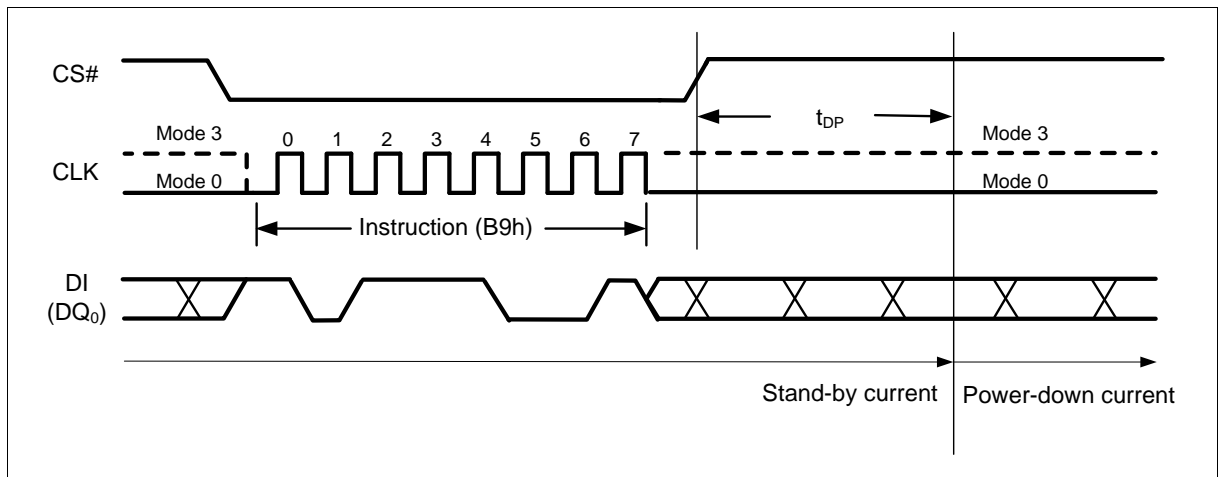 CS#
Mode 3
CLK
Mode 0
0 1 2 3 4 5 6 7
tDP
Mode 3
Mode 0
Instruction (B9h)
DI
(DQ0)
Stand-by current
Power-down current